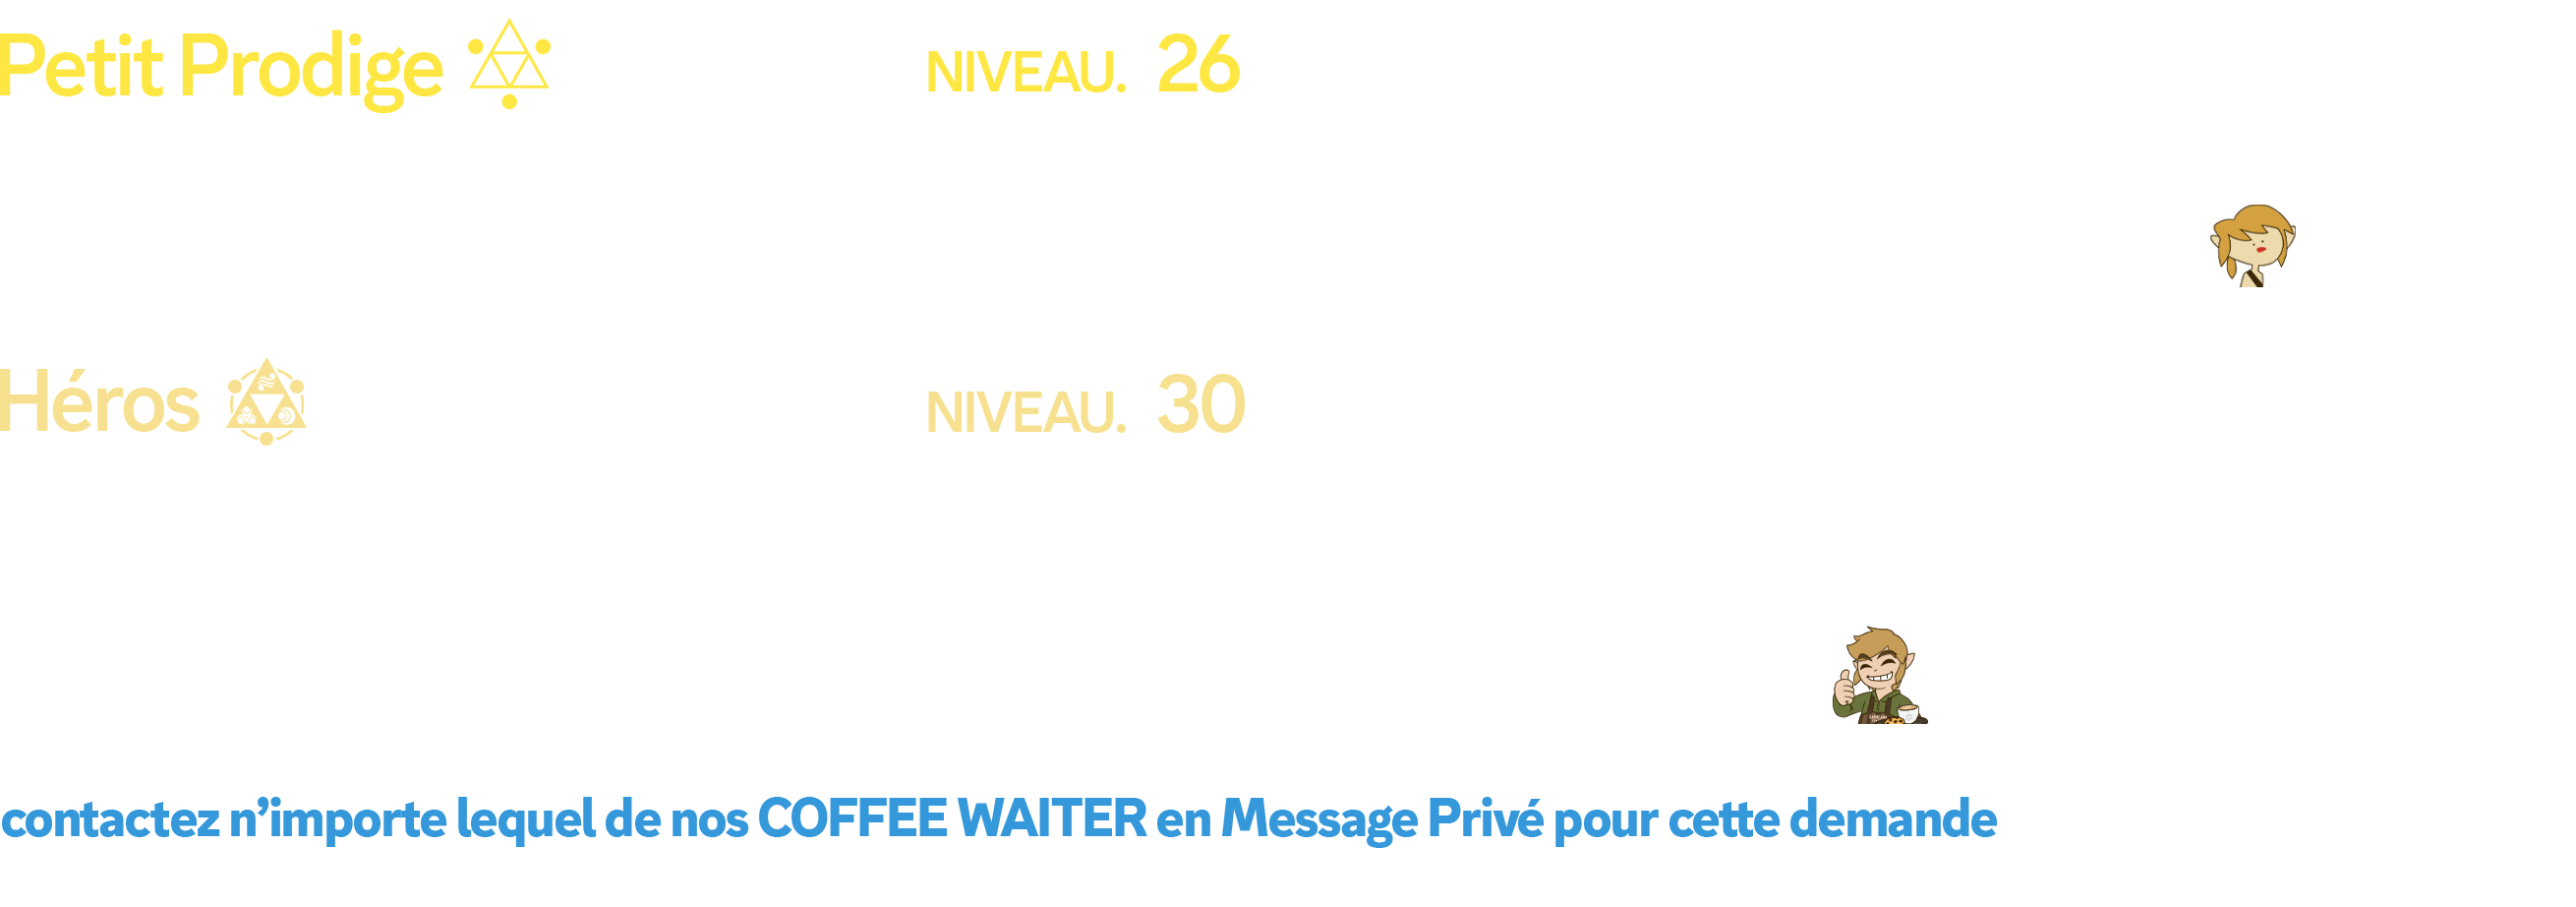 Petit Prodige NIVEAU. 26
Héros NIVEAU. 30
contactez n’importe lequel de nos COFFEE WAITER en Message Privé pour cette demande